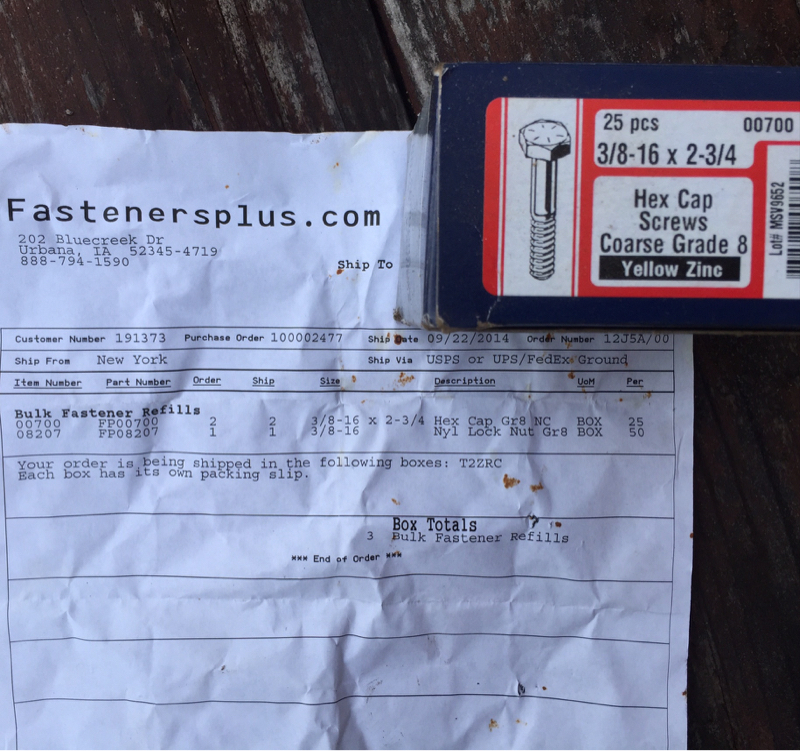 Fastenersplus.com
202 Bluecreek Dr
Urbana, IA 52345-4719
888-794-1590
Ship To
25 pcs 00700
3/8-16 x 2-3/4
Hex Cap
Screws
Coarse Grade 8
Yellow Zinc
Lot# MSV9652
Customer Number 191373 Purchase Order 100002477 Ship Date 09/22/2014 Order Number 12J5A/00
Ship From New York Ship Via USPS or UPS/FedEx Ground
Item Number Part Number Order Ship Size Description UoM Per
Bulk Fastener Refills
00700 FP00700 2 2 3/8-16 x 2-3/4 Hex Cap Gr8 NC BOX 25
08207 FP08207 1 1 3/8-16 Nyl Lock Nut Gr8 BOX 50
Your order is being shipped in the following boxes: T2ZRC
Each box has its own packing slip.
Box Totals
3 Bulk Fastener Refills
*** End of Order ***